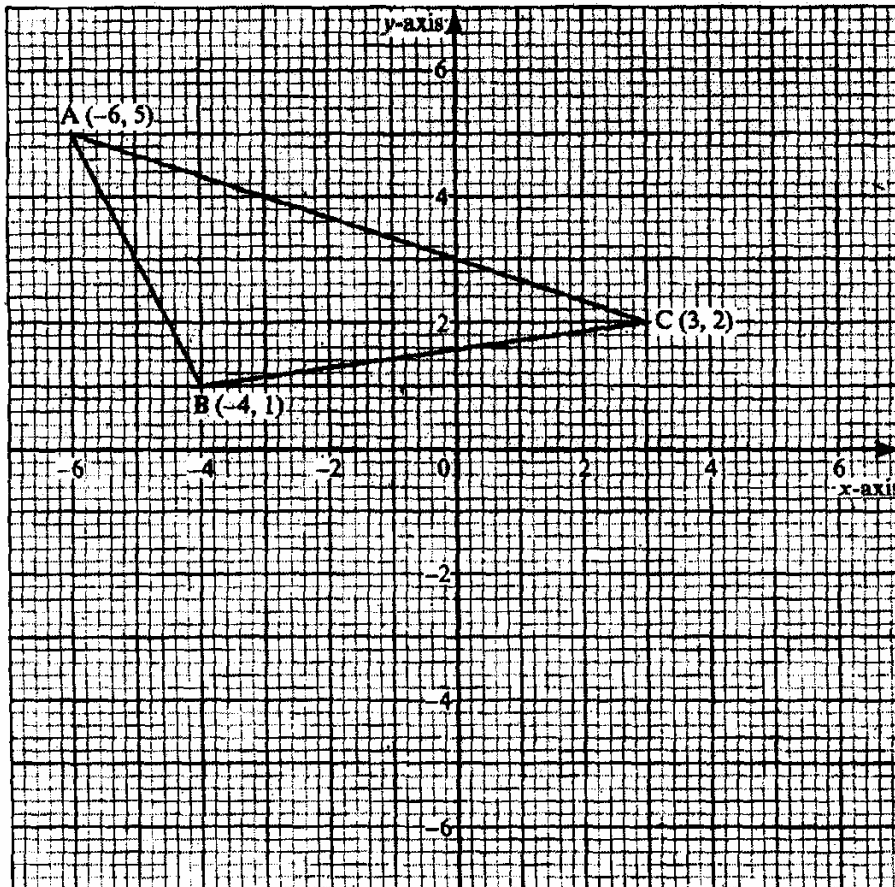 y-axis
6
A (–6, 5)
4
2
C (3, 2)
B (–4, 1)
–6 –4 –2 0 2 4 6
x-axis
–2
–4
–6